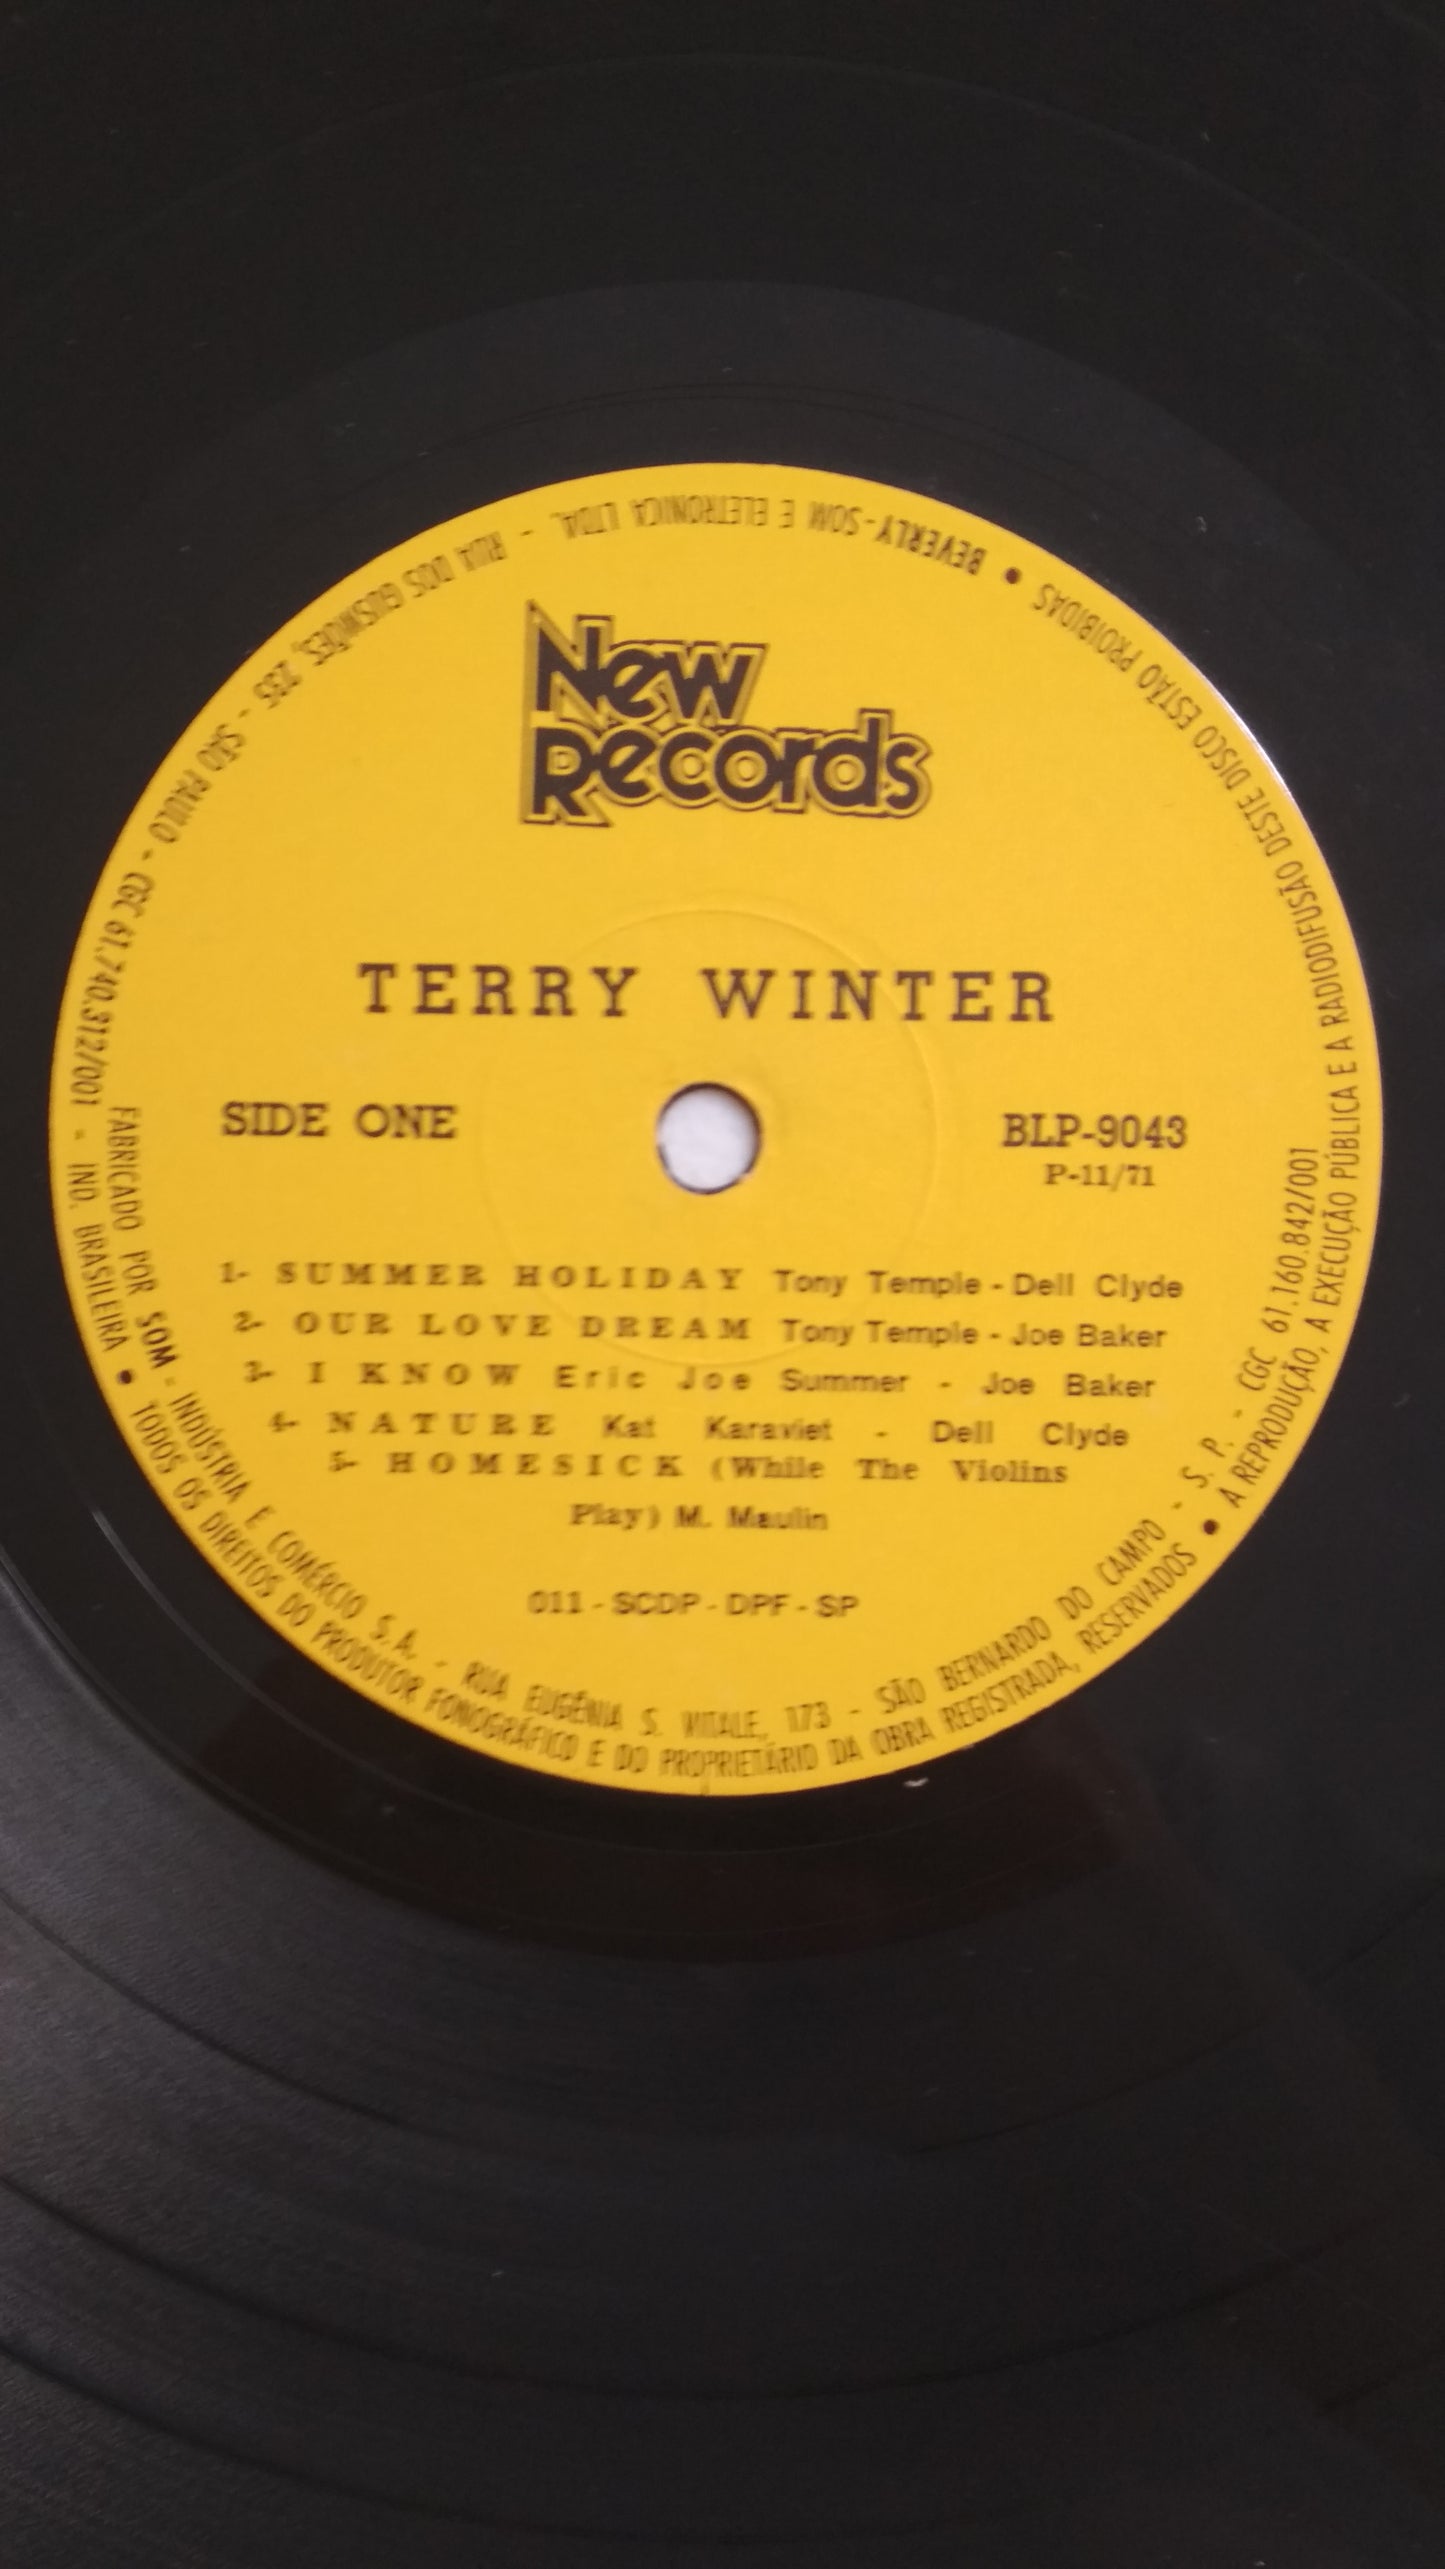 New
Records
TERRY WINTER
SIDE ONE
BLP-9043
P-11/71
1- SUMMER HOLIDAY Tony Temple - Dell Clyde
2- OUR LOVE DREAM Tony Temple - Joe Baker
3- I KNOW Eric Joe Summer - Joe Baker
4- NATURE Kat Karaviet - Dell Clyde
5- HOMESICK (While The Violins
Play) M. Maulin
011 - SCDP - DPF - SP
FABRICADO POR SOM - INDÚSTRIA E COMÉRCIO S.A. - RUA EUGÊNIA S. VITALE, 173 - SÃO BERNARDO DO CAMPO - S. P. - CGC 61.160.842/001
BEVERLY-SOM E ELETRONICA LTDA. - RUA DOS GUSMÕES, 235 - SÃO PAULO - CGC 61.740.312/001 - IND. BRASILEIRA • TODOS OS DIREITOS DO PRODUTOR FONOGRÁFICO E DO PROPRIETÁRIO DA OBRA REGISTRADA, RESERVADOS • A REPRODUÇÃO, A EXECUÇÃO PÚBLICA E A RADIODIFUSÃO DESTE DISCO ESTÃO PROIBIDAS •